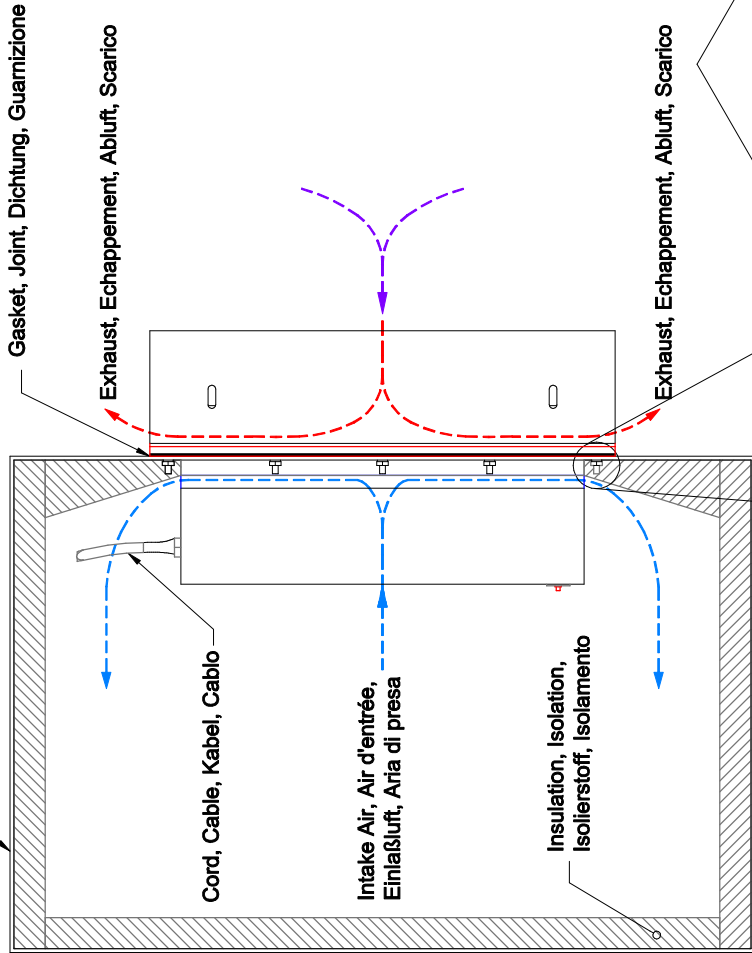 Gasket, Joint, Dichtung, Guarnizione
Exhaust, Echappement, Abluft, Scarico
Cord, Cable, Kabel, Cablo
Intake Air, Air d'entrée,
Einlaßluft, Aria di presa
Insulation, Isolation,
Isolierstoff, Isolamento
Exhaust, Echappement, Abluft, Scarico